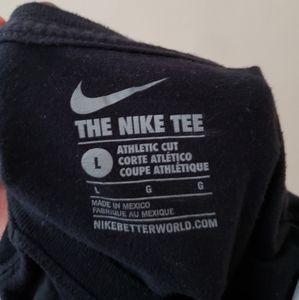 THE NIKE TEE
L
ATHLETIC CUT
CORTE ATLÉTICO
COUPE ATHLÉTIQUE
L G G
MADE IN MEXICO
FABRIQUÉ AU MEXIQUE
NIKEBETTERWORLD.COM